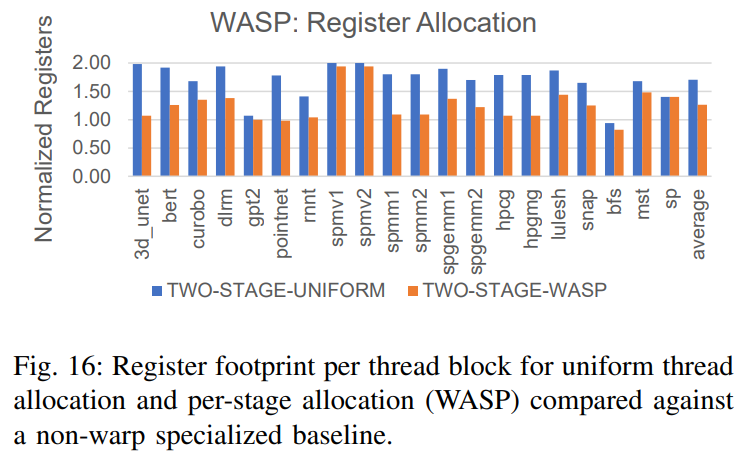 WASP: Register Allocation
Normalized Registers
2.00
1.50
1.00
0.50
0.00
3d_unet
bert
curobo
dlrm
gpt2
pointnet
rnnt
spmv1
spmv2
spmm1
spmm2
spgemm1
spgemm2
hpcg
hpgmg
lulesh
snap
bfs
mst
sp
average
TWO-STAGE-UNIFORM TWO-STAGE-WASP
Fig. 16: Register footprint per thread block for uniform thread
allocation and per-stage allocation (WASP) compared against
a non-warp specialized baseline.